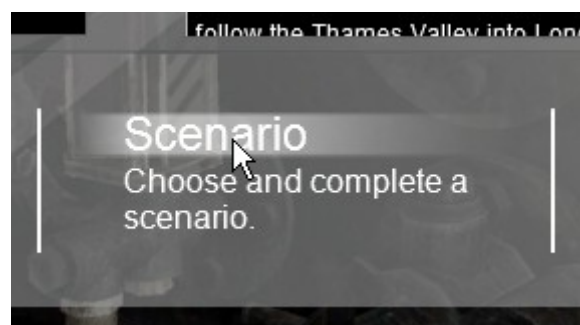 follow the Thames Valley into
Scenario
Choose and complete a
scenario.